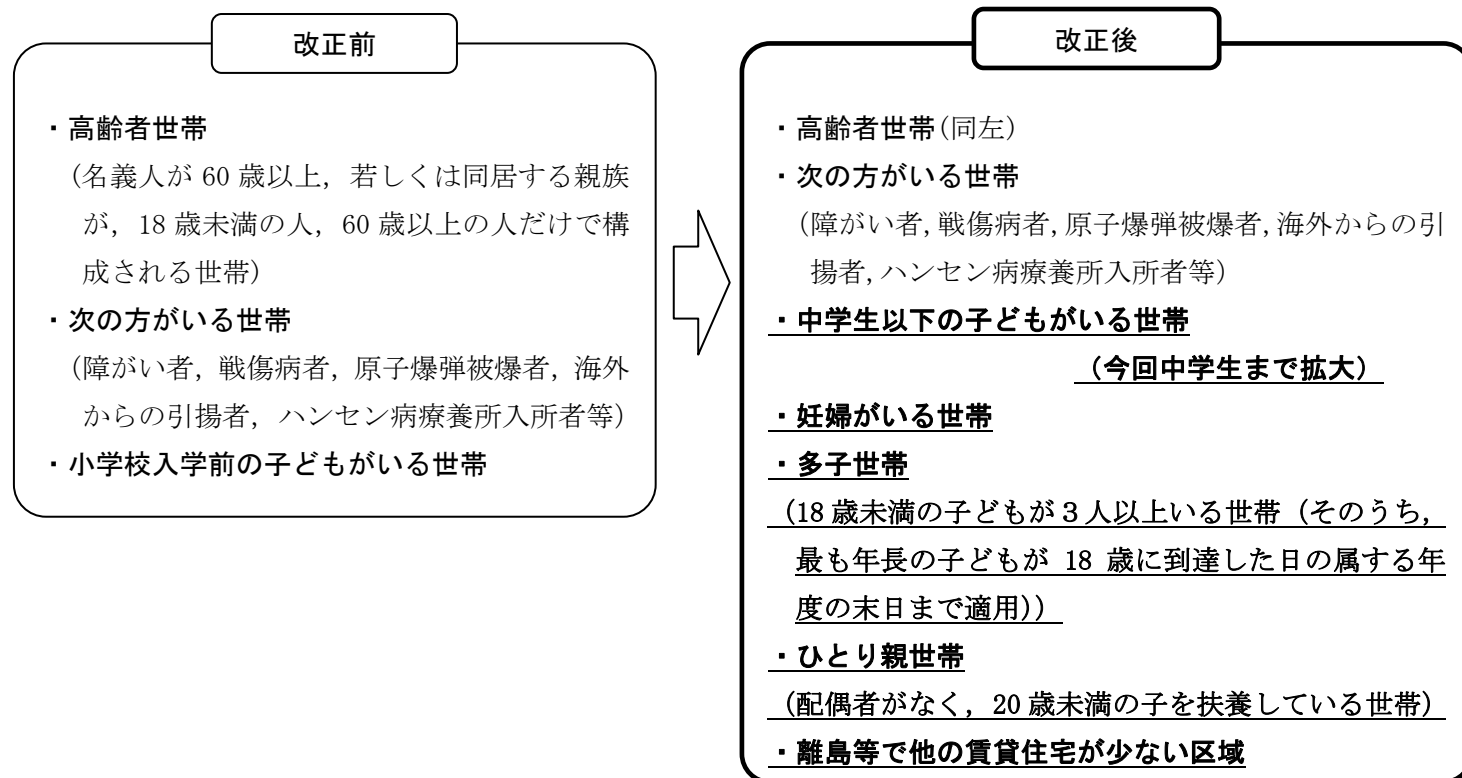 改正前
・高齢者世帯
（名義人が 60 歳以上，若しくは同居する親族
が，18 歳未満の人，60 歳以上の人だけで構
成される世帯）
・次の方がいる世帯
（障がい者，戦傷病者，原子爆弾被爆者，海外
からの引揚者，ハンセン病療養所入所者等）
・小学校入学前の子どもがいる世帯
改正後
・高齢者世帯（同左）
・次の方がいる世帯
（障がい者，戦傷病者，原子爆弾被爆者，海外からの引
揚者，ハンセン病療養所入所者等）
・中学生以下の子どもがいる世帯
（今回中学生まで拡大）
・妊婦がいる世帯
・多子世帯
（18 歳未満の子どもが３人以上いる世帯（そのうち，
最も年長の子どもが 18 歳に到達した日の属する年
度の末日まで適用））
・ひとり親世帯
（配偶者がなく，20 歳未満の子を扶養している世帯）
・離島等で他の賃貸住宅が少ない区域